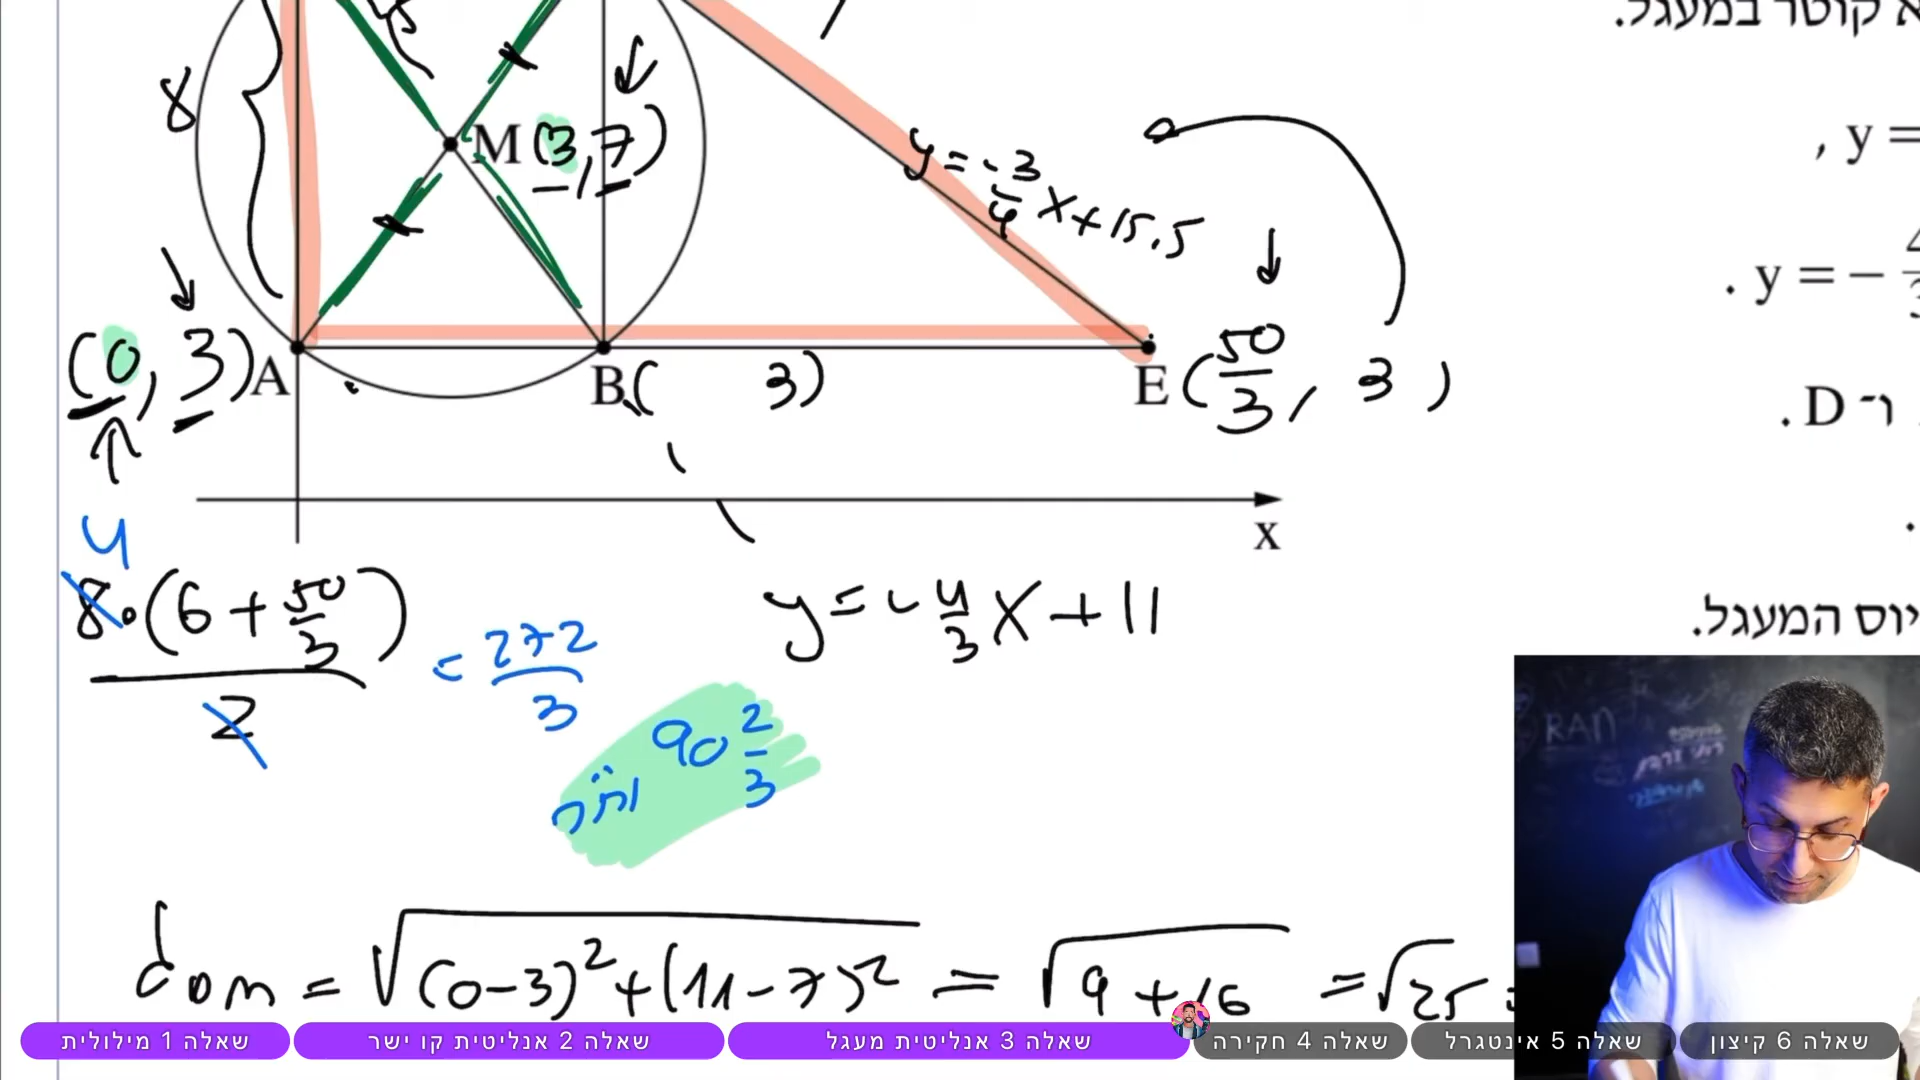 א קוטר במעגל.
8
M (3,7)
, y =
y = -3/4 x + 15.5
. y = −
(0, 3) A
B ( 3)
E (50/3, 3)
ו־ D .
x
4
8·(6 + 50/3) / 2 = 272/3
y = -4/3 x + 11
יוס המעגל.
90 2/3 יח"ר
RAN
dDM = √(0-3)² + (11-7)² = √9+16 = √25 =
שאלה 1 מילולית
שאלה 2 אנליטית קו ישר
שאלה 3 אנליטית מעגל
שאלה 4 חקירה
שאלה 5 אינטגרל
שאלה 6 קיצון